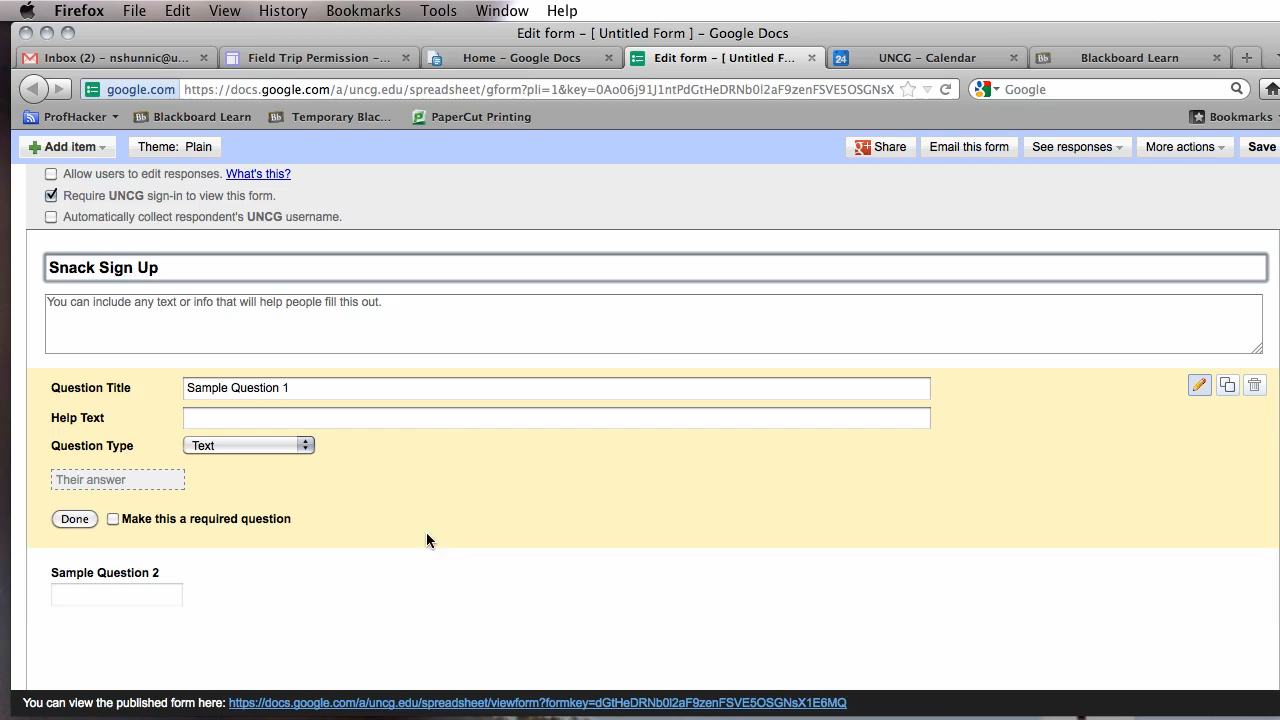 Firefox File Edit View History Bookmarks Tools Window Help
Edit form – [ Untitled Form ] – Google Docs
Inbox (2) – nshunnic@u... Field Trip Permission –... Home – Google Docs Edit form – [ Untitled F... 24 UNCG – Calendar Bb Blackboard Learn
google.com https://docs.google.com/a/uncg.edu/spreadsheet/gform?pli=1&key=0Ao06j91J1ntPdGtHeDRNb0l2aF9zenFSVE5OSGNsX Google
ProfHacker Bb Blackboard Learn Bb Temporary Blac... PaperCut Printing Bookmarks
Add item Theme: Plain Share Email this form See responses More actions Save
Allow users to edit responses. What's this?
Require UNCG sign-in to view this form.
Automatically collect respondent's UNCG username.
Snack Sign Up
You can include any text or info that will help people fill this out.
Question Title Sample Question 1
Help Text
Question Type Text
Their answer
Done Make this a required question
Sample Question 2
You can view the published form here: https://docs.google.com/a/uncg.edu/spreadsheet/viewform?formkey=dGtHeDRNb0l2aF9zenFSVE5OSGNsX1E6MQ